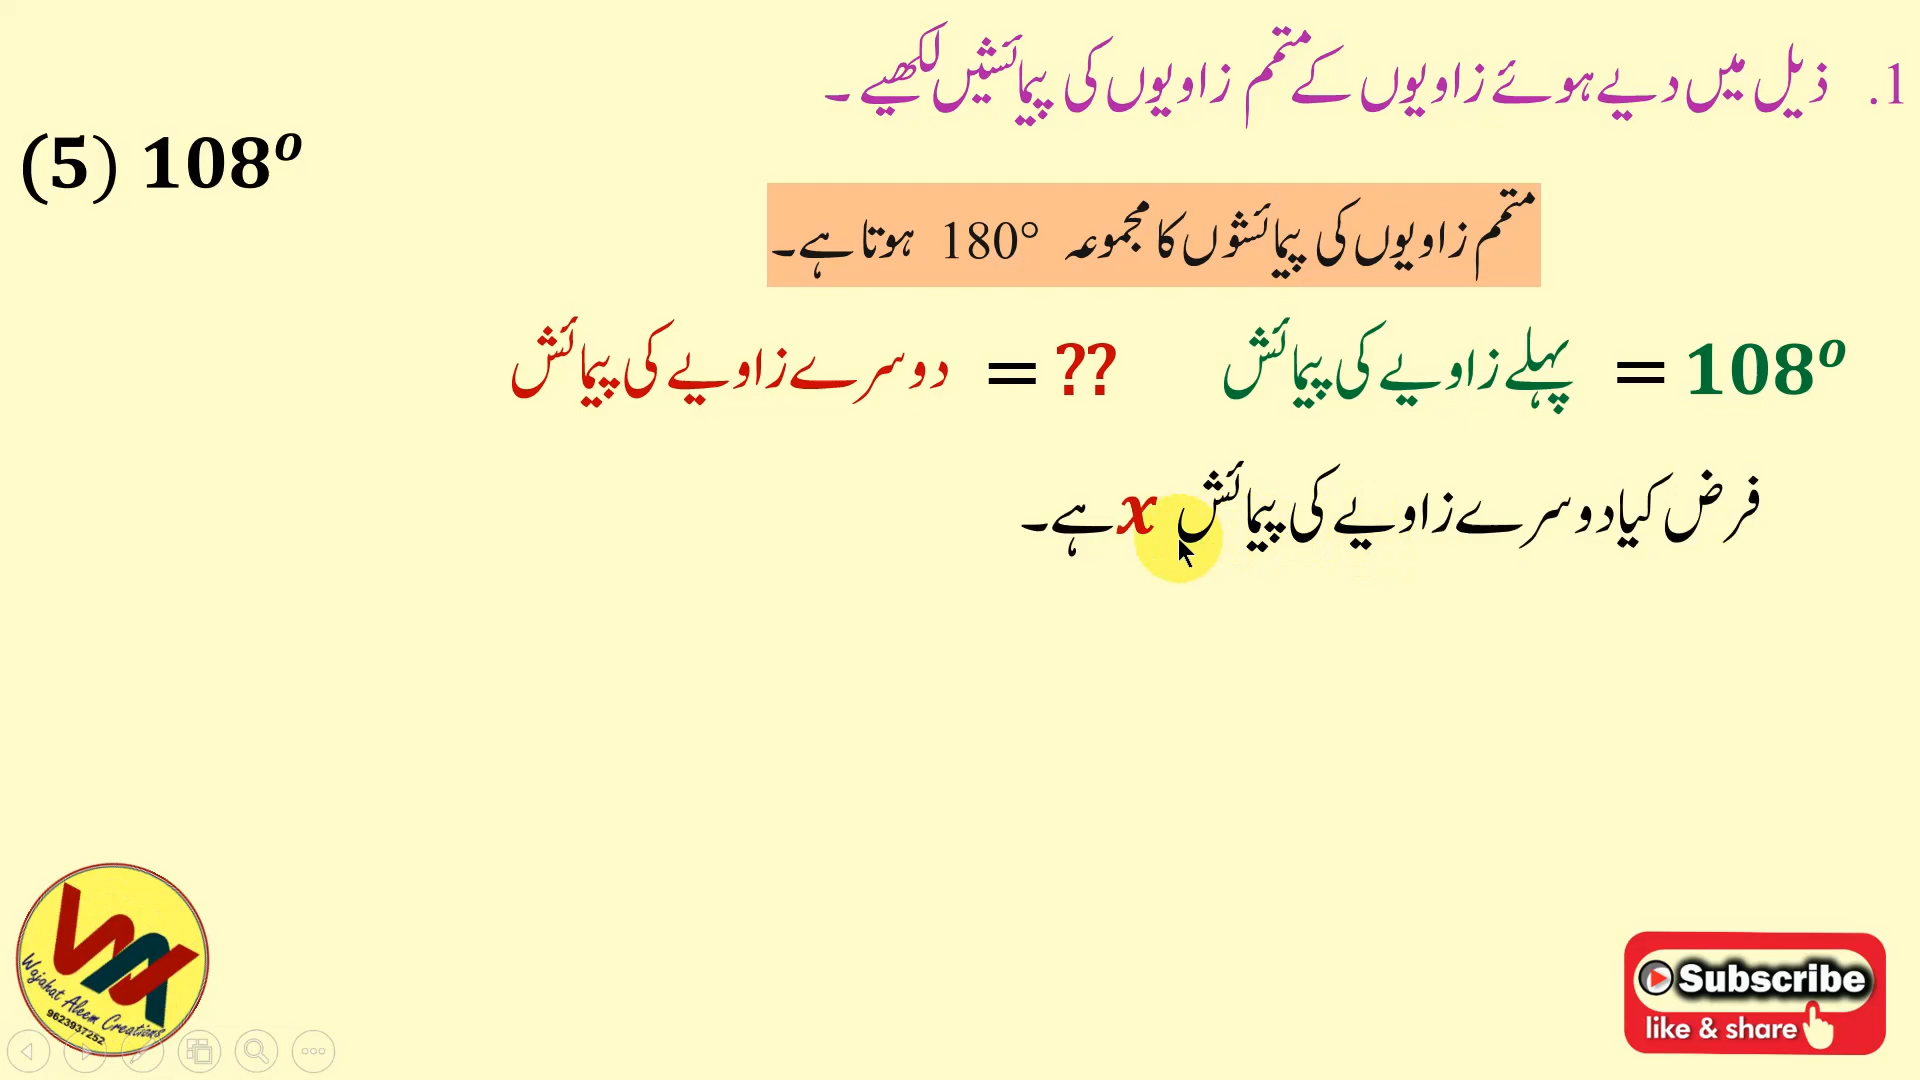 1. ذیل میں دیے ہوئے زاویوں کے متمم زاویوں کی پیمائشیں لکھیے ۔
(5) 108°
متمم زاویوں کی پیمائشوں کا مجموعہ 180° ہوتا ہے۔
پہلے زاویے کی پیمائش = 108°
دوسرے زاویے کی پیمائش = ??
فرض کیا دوسرے زاویے کی پیمائش x ہے۔
Wajahat Aleem Creations
9623937252
Subscribe
like & share